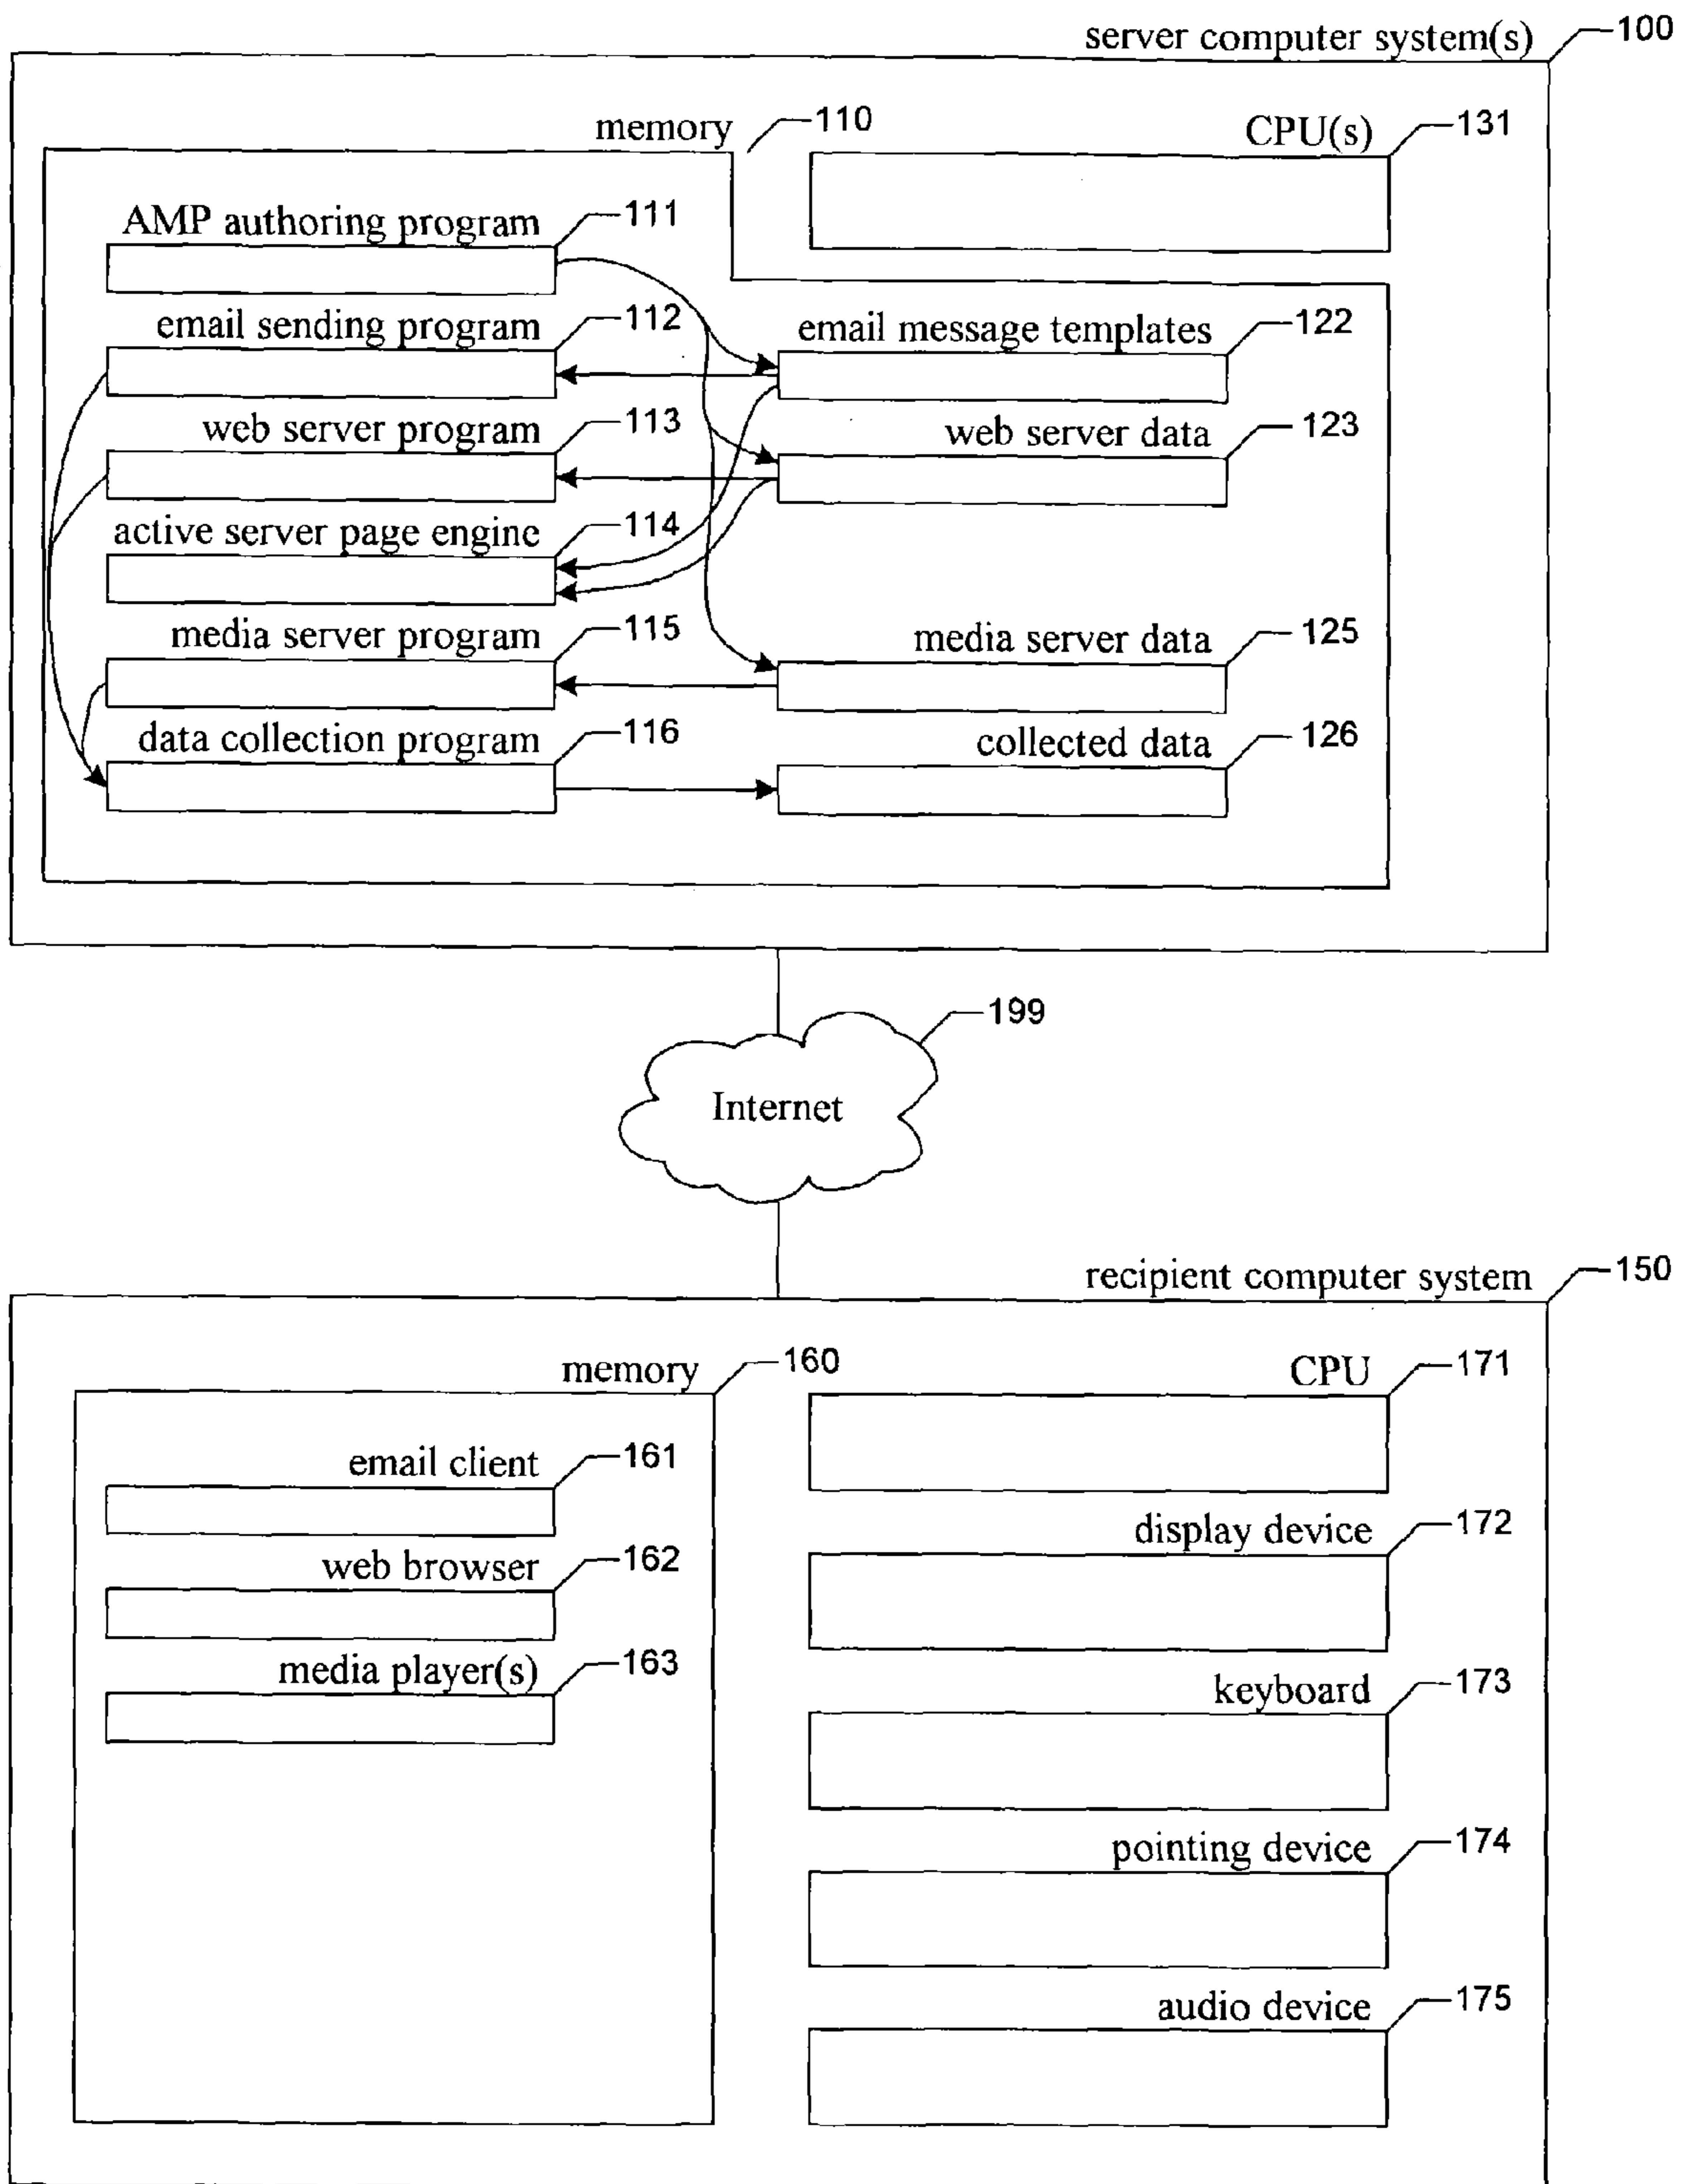 server computer system(s) 100
memory 110
CPU(s) 131
AMP authoring program 111
email sending program 112
email message templates 122
web server program 113
web server data 123
active server page engine 114
media server program 115
media server data 125
data collection program 116
collected data 126
199
Internet
recipient computer system 150
memory 160
CPU 171
email client 161
display device 172
web browser 162
media player(s) 163
keyboard 173
pointing device 174
audio device 175